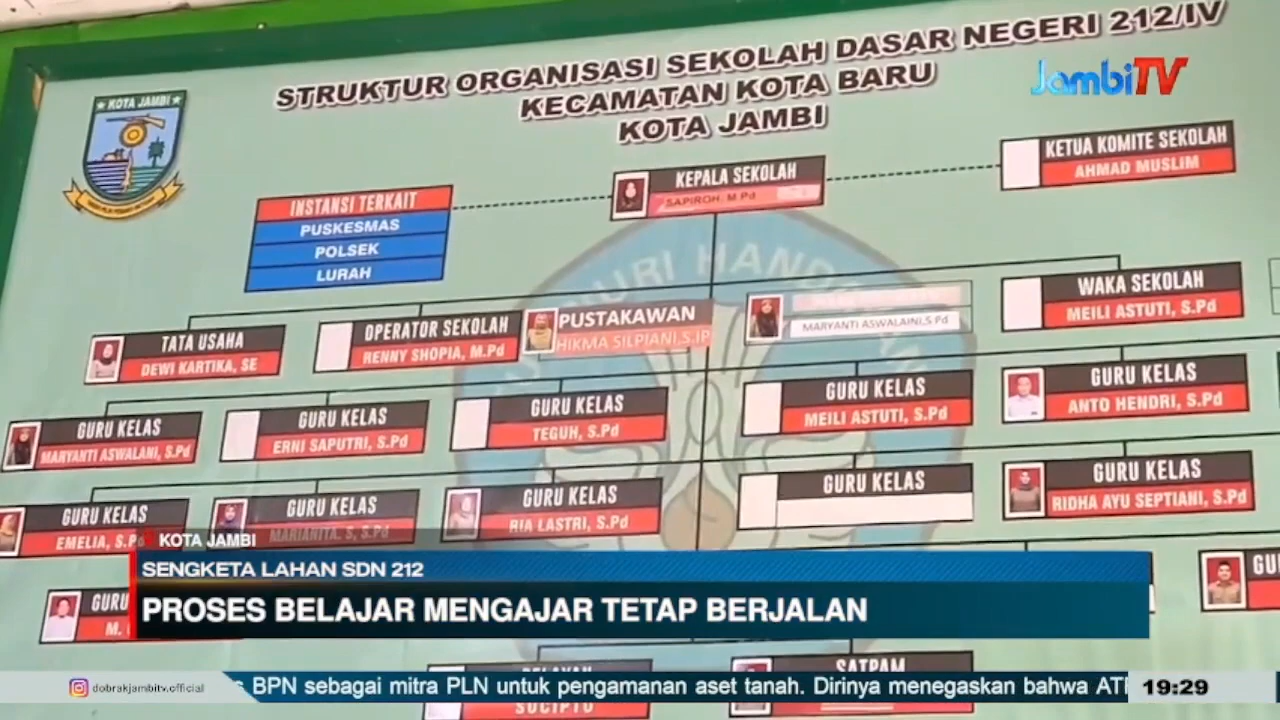 STRUKTUR ORGANISASI SEKOLAH DASAR NEGERI 212/IV
KECAMATAN KOTA BARU
KOTA JAMBI
JambiTV
KOTA JAMBI
KETUA KOMITE SEKOLAH
AHMAD MUSLIM
KEPALA SEKOLAH
SAPIROH, M.Pd
INSTANSI TERKAIT
PUSKESMAS
POLSEK
LURAH
TATA USAHA
DEWI KARTIKA, SE
OPERATOR SEKOLAH
RENNY SHOPIA, M.Pd
PUSTAKAWAN
HIKMA SILPIANI,S.IP
MARYANTI ASWALAINI,S.Pd
WAKA SEKOLAH
MEILI ASTUTI, S.Pd
GURU KELAS
MARYANTI ASWALANI, S.Pd
GURU KELAS
ERNI SAPUTRI, S.Pd
GURU KELAS
TEGUH, S.Pd
GURU KELAS
MEILI ASTUTI, S.Pd
GURU KELAS
ANTO HENDRI, S.Pd
GURU KELAS
EMELIA, S.Pd
GURU KELAS
MARIANITA. S, S.Pd
GURU KELAS
RIA LASTRI, S.Pd
GURU KELAS
GURU KELAS
RIDHA AYU SEPTIANI, S.Pd
GURU
M.
GU
KOTA JAMBI
SENGKETA LAHAN SDN 212
PROSES BELAJAR MENGAJAR TETAP BERJALAN
PELAYAN
SUCIPTO
SATPAM
dobrakjambitv.official
BPN sebagai mitra PLN untuk pengamanan aset tanah. Dirinya menegaskan bahwa
19:29